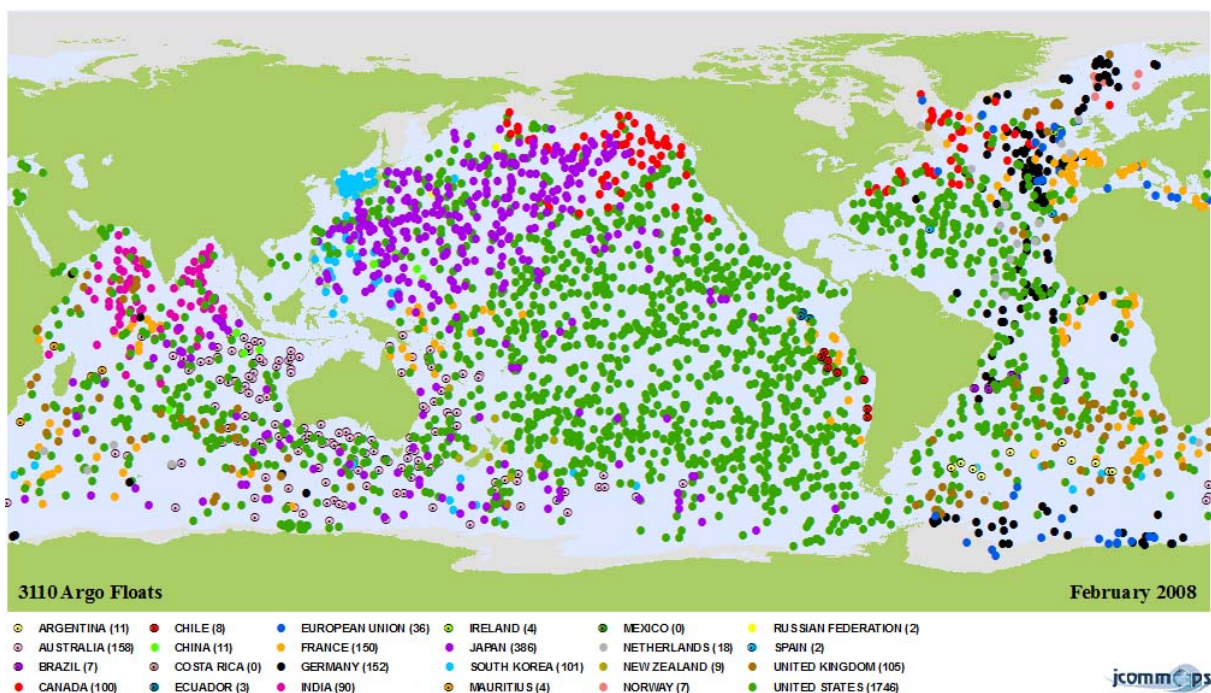 3110 Argo Floats
February 2008
ARGENTINA (11) CHILE (8) EUROPEAN UNION (36) IRELAND (4) MEXICO (0) RUSSIAN FEDERATION (2)
AUSTRALIA (158) CHINA (11) FRANCE (150) JAPAN (386) NETHERLANDS (18) SPAIN (2)
BRAZIL (7) COSTA RICA (0) GERMANY (152) SOUTH KOREA (101) NEW ZEALAND (9) UNITED KINGDOM (105)
CANADA (100) ECUADOR (3) INDIA (90) MAURITIUS (4) NORWAY (7) UNITED STATES (1746)
jcommops